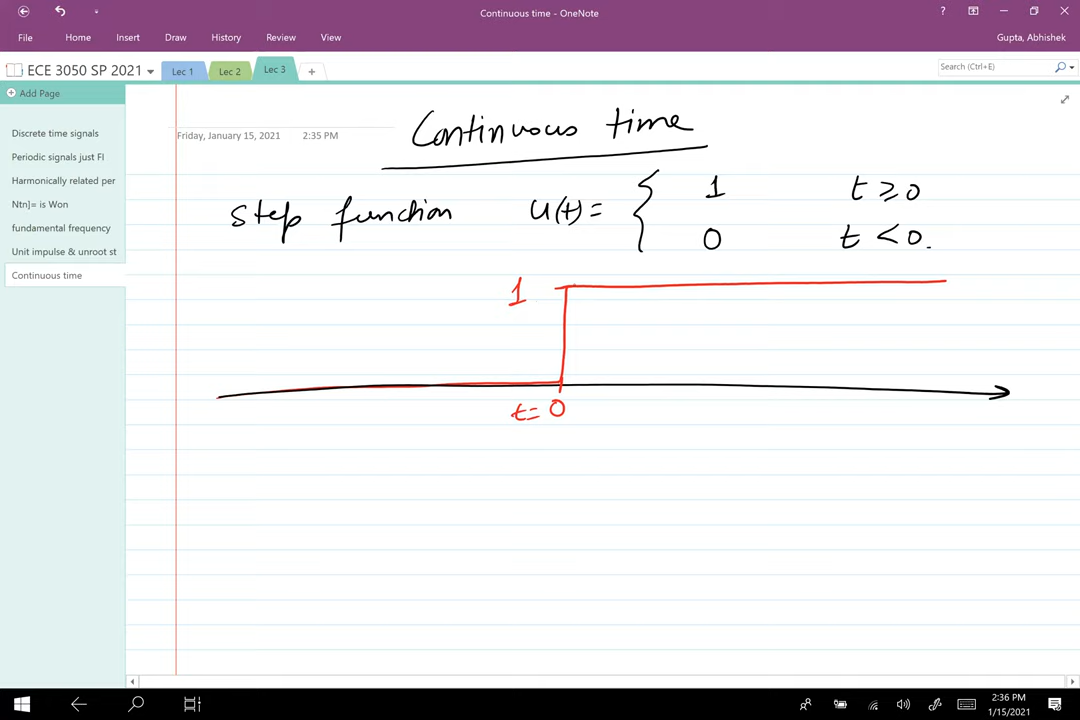 Continuous time - OneNote
?
File Home Insert Draw History Review View
Gupta, Abhishek
ECE 3050 SP 2021
Lec 1
Lec 2
Lec 3
+
Search (Ctrl+E)
Add Page
Discrete time signals
Periodic signals just FI
Harmonically related per
Ntn]= is Won
fundamental frequency
Unit impulse & unroot st
Continuous time
Friday, January 15, 2021 2:35 PM
Continuous time
step function u(t)= { 1 t ≥ 0
0 t < 0.
1
t = 0
2:36 PM
1/15/2021